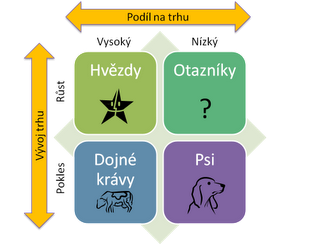 Podíl na trhu
Vysoký
Nízký
Vývoj trhu
Růst
Hvězdy
Otazníky
?
Pokles
Dojné
krávy
Psi